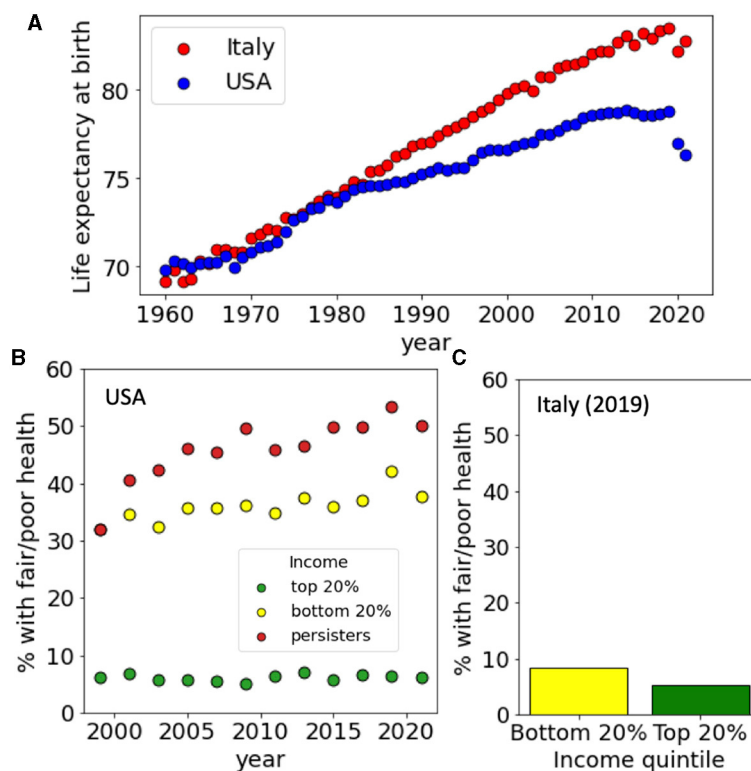 A
Italy
USA
Life expectancy at birth
80
75
70
1960 1970 1980 1990 2000 2010 2020
year
B
USA
% with fair/poor health
60
50
40
30
20
10
0
Income
top 20%
bottom 20%
persisters
2000 2005 2010 2015 2020
year
C
Italy (2019)
% with fair/poor health
60
50
40
30
20
10
0
Bottom 20% Top 20%
Income quintile